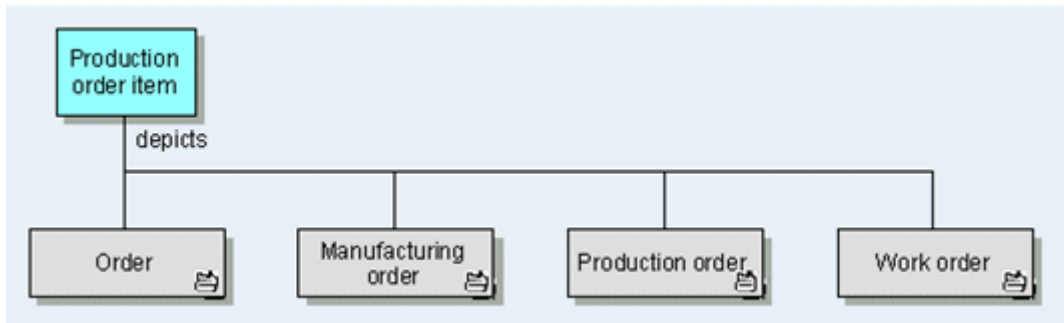 Production
order item
depicts
Order
Manufacturing
order
Production order
Work order